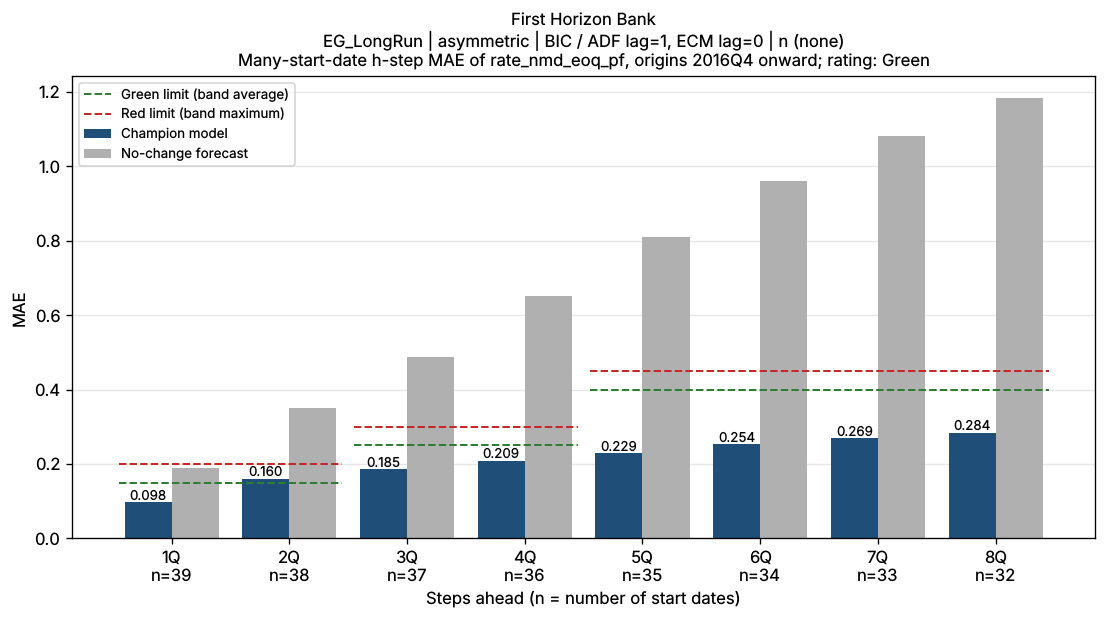 First Horizon Bank
EG_LongRun | asymmetric | BIC / ADF lag=1, ECM lag=0 | n (none)
Many-start-date h-step MAE of rate_nmd_eoq_pf, origins 2016Q4 onward; rating: Green
Green limit (band average)
Red limit (band maximum)
Champion model
No-change forecast
MAE
1.2
1.0
0.8
0.6
0.4
0.2
0.0
0.098
0.160
0.185
0.209
0.229
0.254
0.269
0.284
1Q 2Q 3Q 4Q 5Q 6Q 7Q 8Q
n=39 n=38 n=37 n=36 n=35 n=34 n=33 n=32
Steps ahead (n = number of start dates)